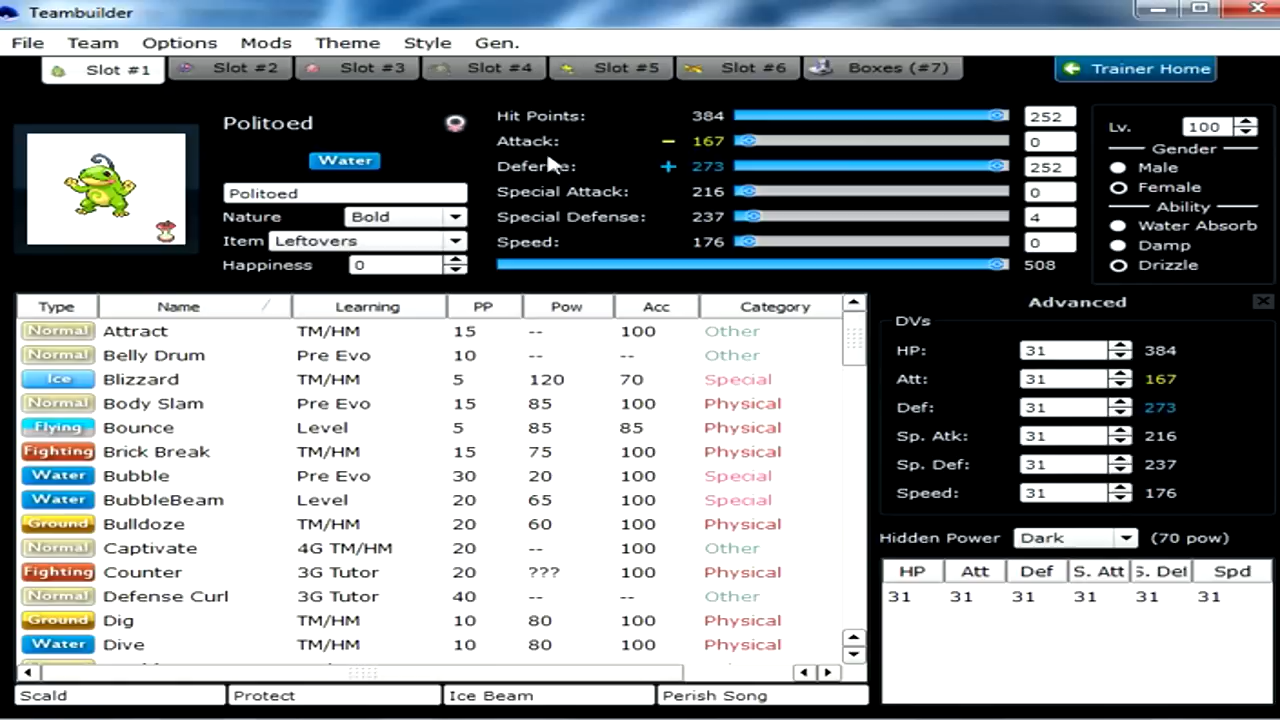 Teambuilder
File Team Options Mods Theme Style Gen.
Slot #1 Slot #2 Slot #3 Slot #4 Slot #5 Slot #6 Boxes (#7) Trainer Home
Politoed
Water
Politoed
Nature Bold
Item Leftovers
Happiness 0
Hit Points: 384 252
Attack: − 167 0
Defense: + 273 252
Special Attack: 216 0
Special Defense: 237 4
Speed: 176 0
508
Lv. 100
Gender
Male
Female
Ability
Water Absorb
Damp
Drizzle
Type Name Learning PP Pow Acc Category
Normal Attract TM/HM 15 -- 100 Other
Normal Belly Drum Pre Evo 10 -- -- Other
Ice Blizzard TM/HM 5 120 70 Special
Normal Body Slam Pre Evo 15 85 100 Physical
Flying Bounce Level 5 85 85 Physical
Fighting Brick Break TM/HM 15 75 100 Physical
Water Bubble Pre Evo 30 20 100 Special
Water BubbleBeam Level 20 65 100 Special
Ground Bulldoze TM/HM 20 60 100 Physical
Normal Captivate 4G TM/HM 20 -- 100 Other
Fighting Counter 3G Tutor 20 ??? 100 Physical
Normal Defense Curl 3G Tutor 40 -- -- Other
Ground Dig TM/HM 10 80 100 Physical
Water Dive TM/HM 10 80 100 Physical
Scald Protect Ice Beam Perish Song
Advanced
DVs
HP: 31 384
Att: 31 167
Def: 31 273
Sp. Atk: 31 216
Sp. Def: 31 237
Speed: 31 176
Hidden Power Dark (70 pow)
HP Att Def S. Att S. Def Spd
31 31 31 31 31 31